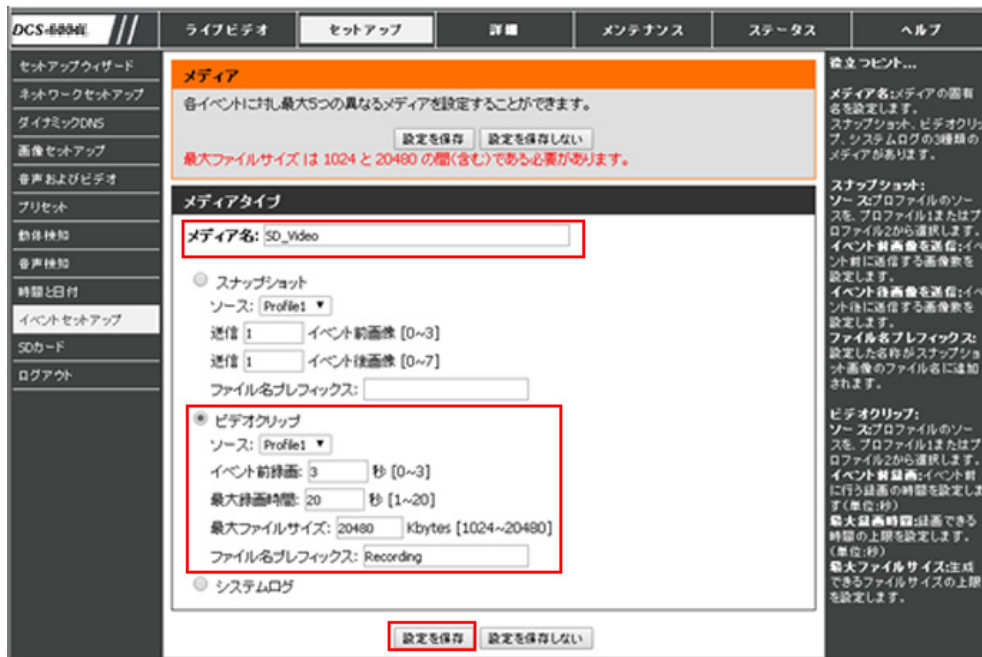 ライブビデオ
セットアップ
詳細
メンテナンス
ステータス
ヘルプ
セットアップウィザード
ネットワークセットアップ
ダイナミックDNS
画像セットアップ
音声およびビデオ
プリセット
動体検知
音声検知
時間と日付
イベントセットアップ
SDカード
ログアウト
メディア
各イベントに対し最大5つの異なるメディアを設定することができます。
設定を保存 設定を保存しない
最大ファイルサイズ は 1024 と 20480 の間(含む)である必要があります。
メディアタイプ
メディア名: SD_Video
スナップショット
ソース: Profile1
送信 1 イベント前画像 [0~3]
送信 1 イベント後画像 [0~7]
ファイル名プレフィックス:
ビデオクリップ
ソース: Profile1
イベント前録画: 3 秒 [0~3]
最大録画時間: 20 秒 [1~20]
最大ファイルサイズ: 20480 Kbytes [1024~20480]
ファイル名プレフィックス: Recording
システムログ
設定を保存 設定を保存しない
役立つヒント...
メディア名:メディアの固有
名を設定します。
スナップショット、ビデオクリッ
プ、システムログの3種類の
メディアがあります。
スナップショット:
ソース:プロファイルのソー
スを、プロファイル1またはプ
ロファイル2から選択します。
イベント前画像を送信:イベ
ント前に送信する画像数を
設定します。
イベント後画像を送信:イベ
ント後に送信する画像数を
設定します。
ファイル名プレフィックス:
設定した名称がスナップショ
ット画像のファイル名に追加
されます。
ビデオクリップ:
ソース:プロファイルのソー
スを、プロファイル1またはプ
ロファイル2から選択します。
イベント前録画:イベント前
に行う録画の時間を設定しま
す(単位:秒)
最大録画時間:録画できる
時間の上限を設定します。
(単位:秒)
最大ファイルサイズ:生成
できるファイルサイズの上限
を設定します。